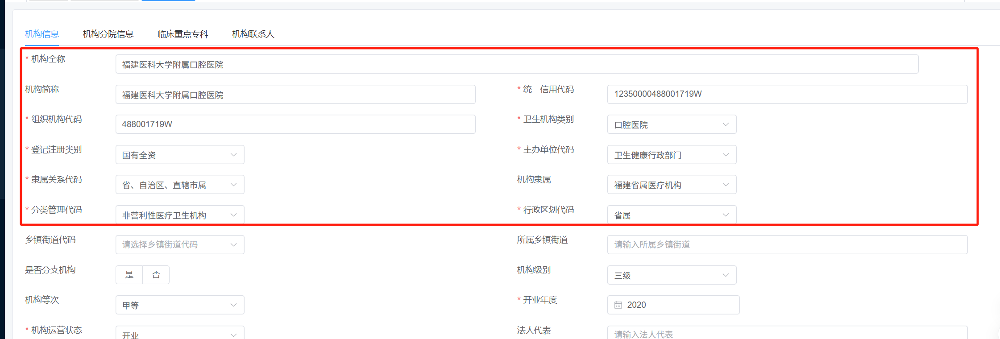 机构信息 机构分院信息 临床重点专科 机构联系人
* 机构全称 福建医科大学附属口腔医院
机构简称 福建医科大学附属口腔医院 * 统一信用代码 12350000488001719W
* 组织机构代码 488001719W * 卫生机构类别 口腔医院
* 登记注册类别 国有全资 * 主办单位代码 卫生健康行政部门
* 隶属关系代码 省、自治区、直辖市属 机构隶属 福建省属医疗机构
* 分类管理代码 非营利性医疗卫生机构 * 行政区划代码 省属
乡镇街道代码 请选择乡镇街道代码 所属乡镇街道 请输入所属乡镇街道
是否分支机构 是 否 机构级别 三级
机构等次 甲等 * 开业年度 2020
* 机构运营状态 开业 法人代表 请输入法人代表